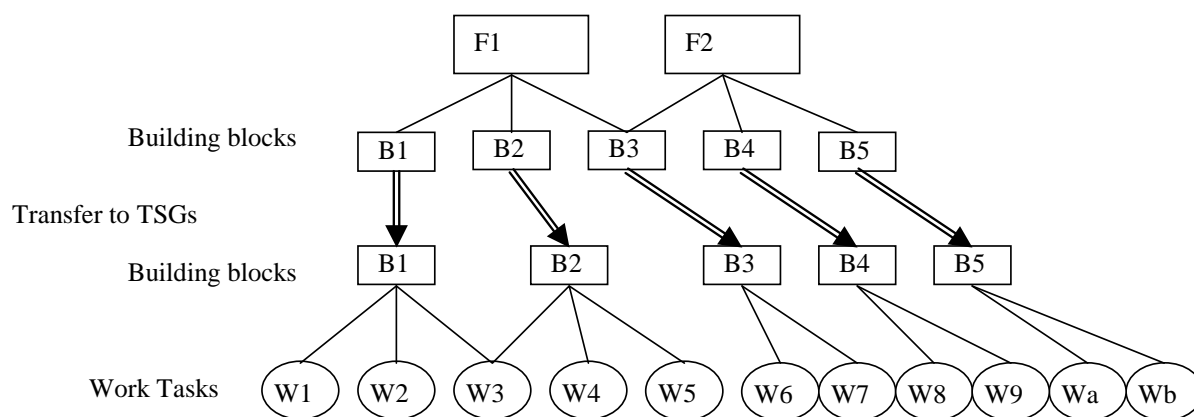 F1 F2
Building blocks B1 B2 B3 B4 B5
Transfer to TSGs
Building blocks B1 B2 B3 B4 B5
Work Tasks W1 W2 W3 W4 W5 W6 W7 W8 W9 Wa Wb